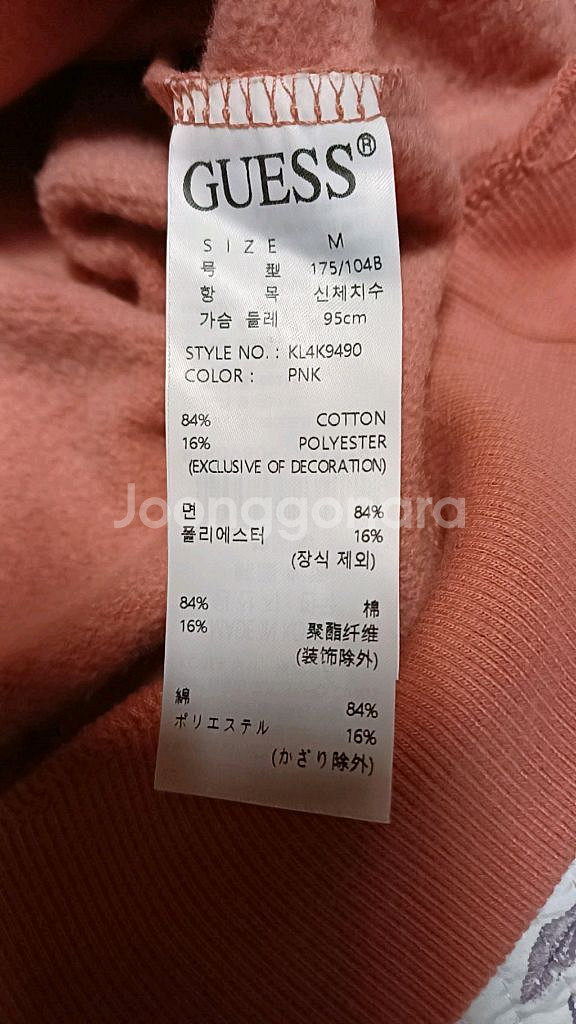 GUESS®
SIZE M
号 型 175/104B
항 목 신체치수
가슴 둘레 95cm
STYLE NO. : KL4K9490
COLOR : PNK
84% COTTON
16% POLYESTER
(EXCLUSIVE OF DECORATION)
면 84%
폴리에스터 16%
(장식 제외)
Joonagonara
84% 棉
16% 聚酯纤维
(装饰除外)
綿 84%
ポリエステル 16%
(かざり除外)